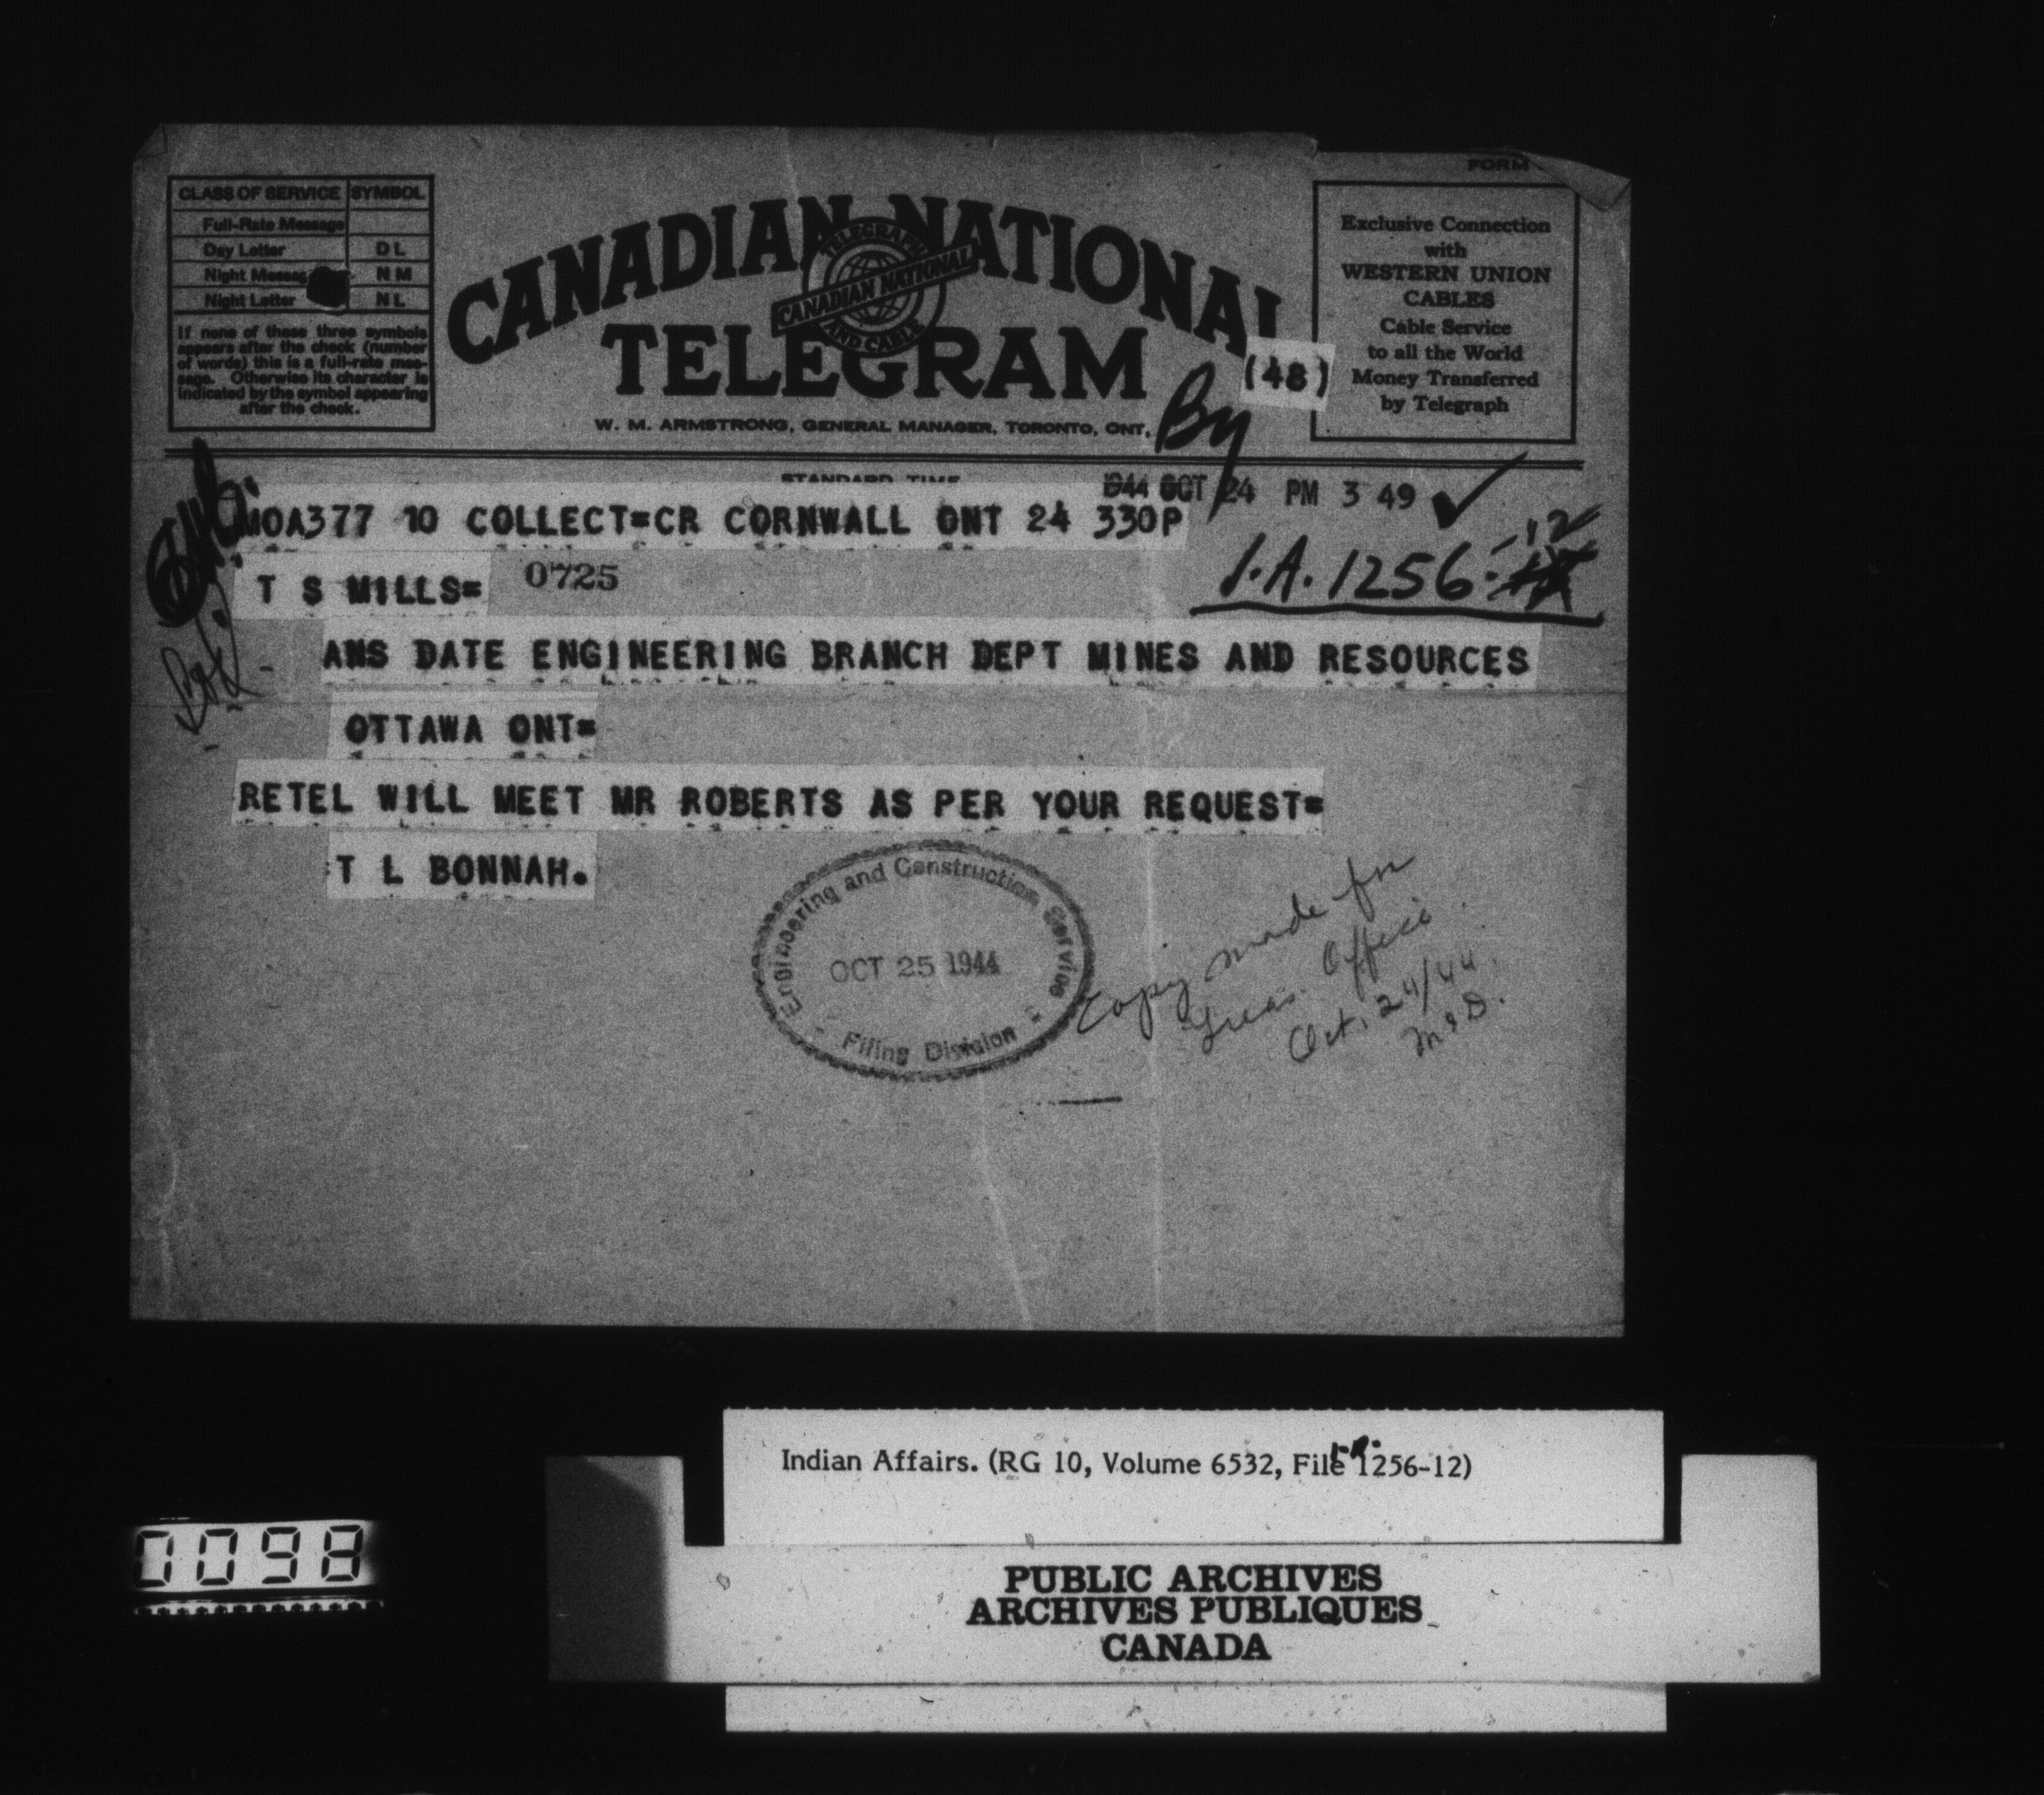 FORM
CLASS OF SERVICE SYMBOL
Full-Rate Message
Day Letter D L
Night Messag N M
Night Letter N L
If none of these three symbols
appears after the check (number
of words) this is a full-rate mes-
sage. Otherwise its character is
indicated by the symbol appearing
after the check.
CANADIAN NATIONAL
TELEGRAPH
CANADIAN NATIONAL
AND CABLE
TELEGRAM
W. M. ARMSTRONG, GENERAL MANAGER, TORONTO, ONT.
Exclusive Connection
with
WESTERN UNION
CABLES
Cable Service
to all the World
Money Transferred
by Telegraph
(48)
By
STANDARD TIME
1944 OCT 24 PM 3 49
MOA377 10 COLLECT=CR CORNWALL ONT 24 330P
I.A. 1256-12
T S MILLS= 0725
ANS DATE ENGINEERING BRANCH DEPT MINES AND RESOURCES
OTTAWA ONT=
RETEL WILL MEET MR ROBERTS AS PER YOUR REQUEST=
:T L BONNAH.
Engineering and Construction Service
OCT 25 1944
Filing Division
Copy made for
Treas. Office
Oct. 24/44.
Indian Affairs. (RG 10, Volume 6532, File 1256-12)
PUBLIC ARCHIVES
ARCHIVES PUBLIQUES
CANADA
0098